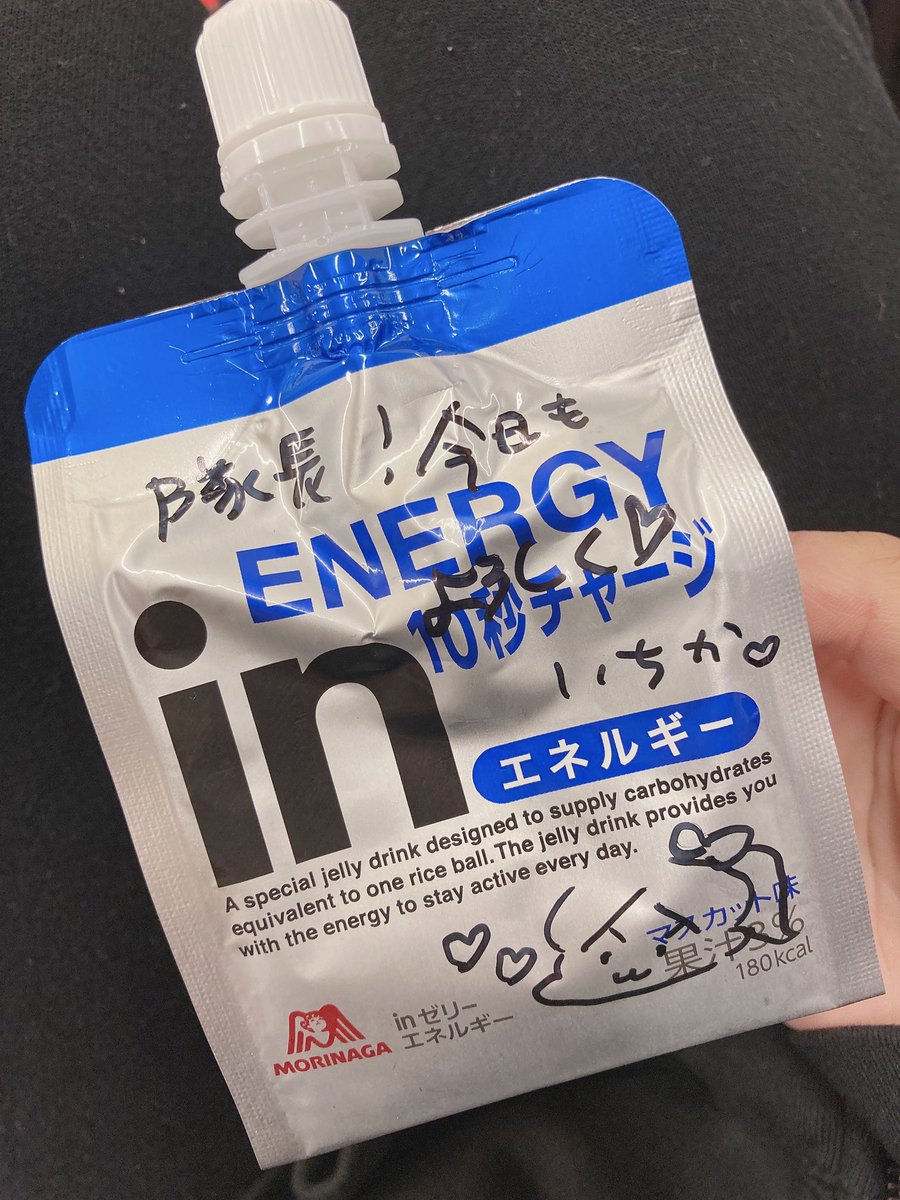 隊長!今日も
ENERGY
よろしく♡
10秒チャージ
in
いちか♡
エネルギー
A special jelly drink designed to supply carbohydrates
equivalent to one rice ball. The jelly drink provides you
with the energy to stay active every day.
マスカット味
果汁3%
180kcal
MORINAGA
inゼリー
エネルギー